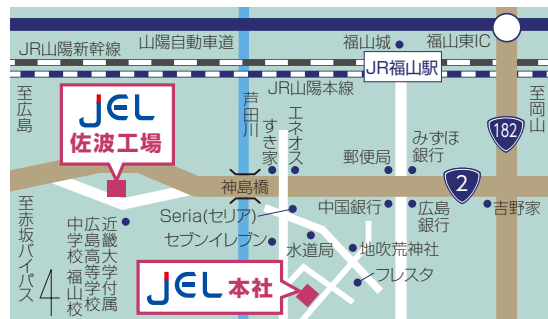 山陽自動車道
福山城
福山東IC
JR山陽新幹線
JR福山駅
JR山陽本線
至広島
至岡山
JEL
佐波工場
芦田川
すき家
エネオス
郵便局
みずほ
銀行
182
2
神島橋
至赤坂バイパス
Seria(セリア)
中国銀行
広島
銀行
吉野家
近畿大学付属
広島高等学校
中学校 福山校
セブンイレブン
水道局
地吹荒神社
フレスタ
JEL本社
4